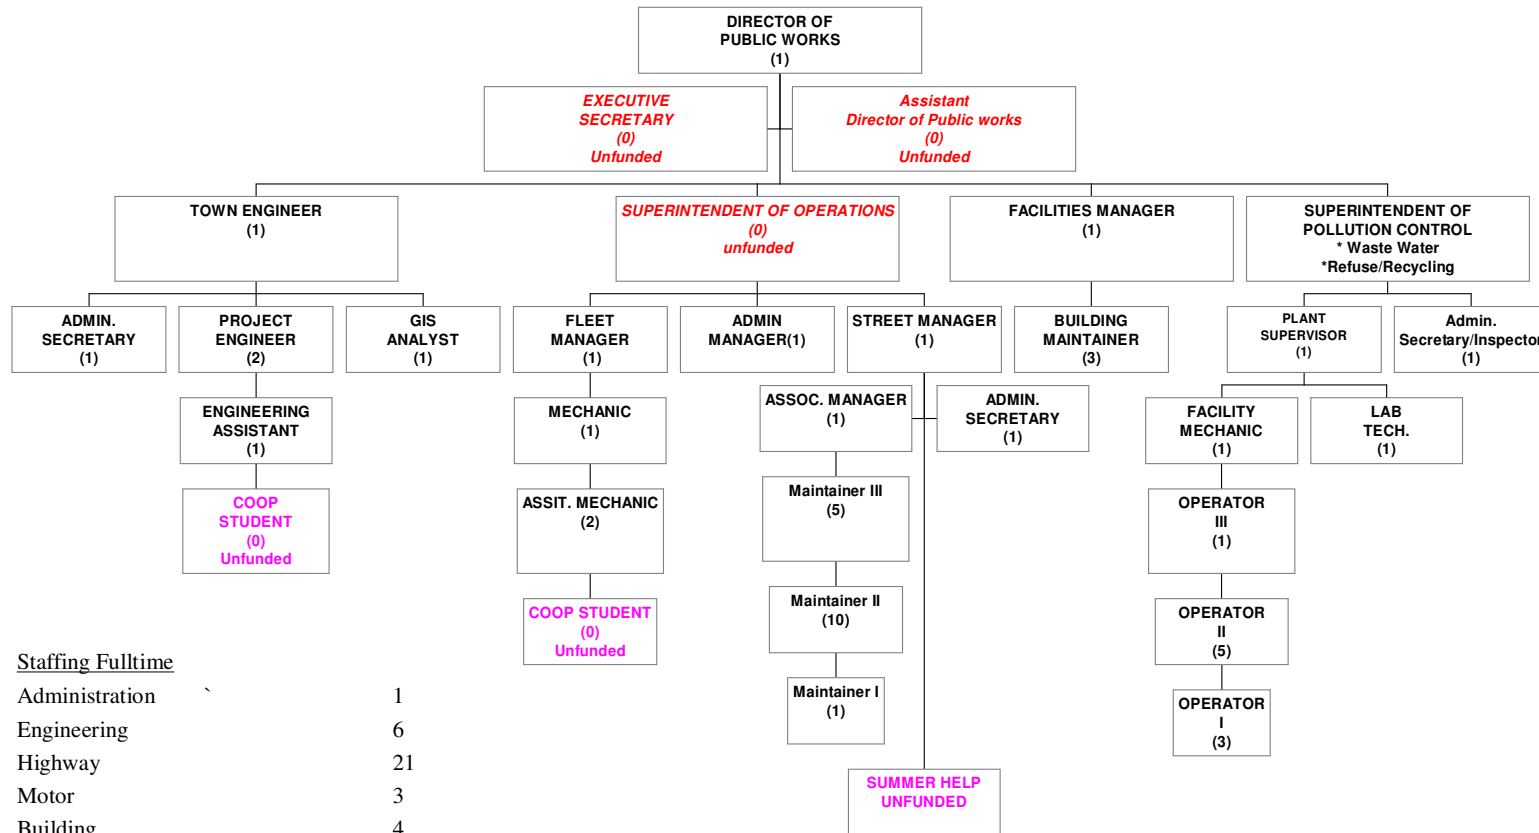 DIRECTOR OF
PUBLIC WORKS
(1)
EXECUTIVE
SECRETARY
(0)
Unfunded
Assistant
Director of Public works
(0)
Unfunded
TOWN ENGINEER
(1)
SUPERINTENDENT OF OPERATIONS
(0)
unfunded
FACILITIES MANAGER
(1)
SUPERINTENDENT OF
POLLUTION CONTROL
* Waste Water
*Refuse/Recycling
ADMIN.
SECRETARY
(1)
PROJECT
ENGINEER
(2)
GIS
ANALYST
(1)
FLEET
MANAGER
(1)
ADMIN
MANAGER(1)
STREET MANAGER
(1)
BUILDING
MAINTAINER
(3)
PLANT
SUPERVISOR
(1)
Admin.
Secretary/Inspector
(1)
ENGINEERING
ASSISTANT
(1)
MECHANIC
(1)
ASSOC. MANAGER
(1)
ADMIN.
SECRETARY
(1)
FACILITY
MECHANIC
(1)
LAB
TECH.
(1)
COOP
STUDENT
(0)
Unfunded
ASSIT. MECHANIC
(2)
Maintainer III
(5)
OPERATOR
III
(1)
COOP STUDENT
(0)
Unfunded
Maintainer II
(10)
OPERATOR
II
(5)
Maintainer I
(1)
OPERATOR
I
(3)
SUMMER HELP
UNFUNDED
Staffing Fulltime
Administration ` 1
Engineering 6
Highway 21
Motor 3
Building 4